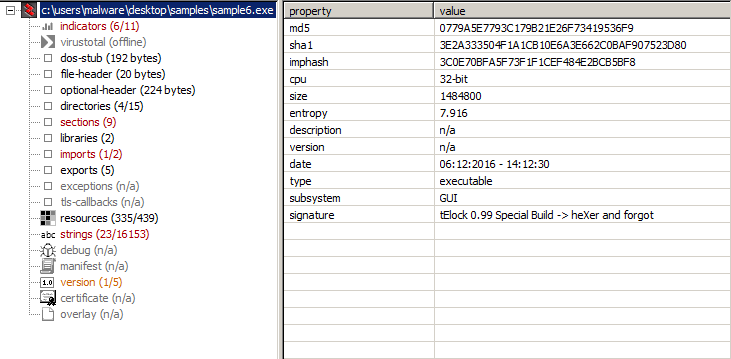 c:\users\malware\desktop\samples\sample6.exe
indicators (6/11)
virustotal (offline)
dos-stub (192 bytes)
file-header (20 bytes)
optional-header (224 bytes)
directories (4/15)
sections (9)
libraries (2)
imports (1/2)
exports (5)
exceptions (n/a)
tls-callbacks (n/a)
resources (335/439)
abc strings (23/16153)
debug (n/a)
manifest (n/a)
1.0 version (1/5)
certificate (n/a)
overlay (n/a)
property value
md5 0779A5E7793C179B21E26F73419536F9
sha1 3E2A333504F1A1CB10E6A3E662C0BAF907523D80
imphash 3C0E70BFA5F73F1F1CEF484E2BCB5BF8
cpu 32-bit
size 1484800
entropy 7.916
description n/a
version n/a
date 06:12:2016 - 14:12:30
type executable
subsystem GUI
signature tElock 0.99 Special Build -> heXer and forgot